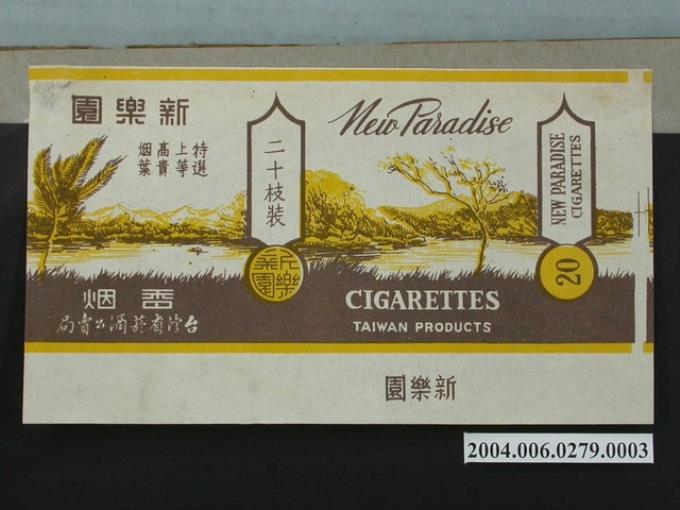 新樂園
特選
上等
高貴
烟葉
香烟
台灣省菸酒公賣局
二十枝裝
新樂園
New Paradise
CIGARETTES
TAIWAN PRODUCTS
NEW PARADISE
CIGARETTES
20
新樂園
2004.006.0279.0003